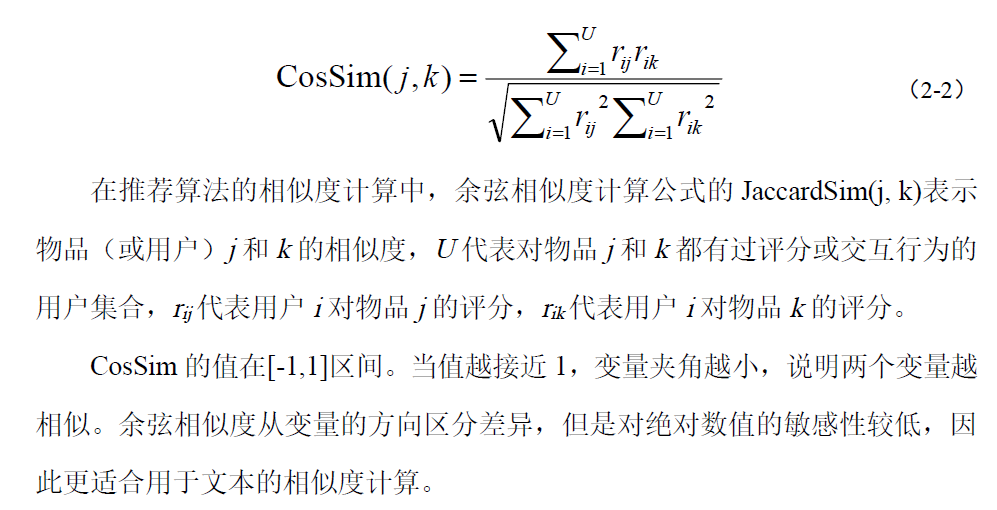 CosSim(j,k) = \frac{\sum_{i=1}^{U} r_{ij} r_{ik}}{\sqrt{\sum_{i=1}^{U} r_{ij}^2 \sum_{i=1}^{U} r_{ik}^2}} （2-2）
在推荐算法的相似度计算中，余弦相似度计算公式的 JaccardSim(j, k)表示
物品（或用户）j 和 k 的相似度，U 代表对物品 j 和 k 都有过评分或交互行为的
用户集合，r_{ij} 代表用户 i 对物品 j 的评分，r_{ik} 代表用户 i 对物品 k 的评分。
CosSim 的值在[-1,1]区间。当值越接近 1，变量夹角越小，说明两个变量越
相似。余弦相似度从变量的方向区分差异，但是对绝对数值的敏感性较低，因
此更适合用于文本的相似度计算。